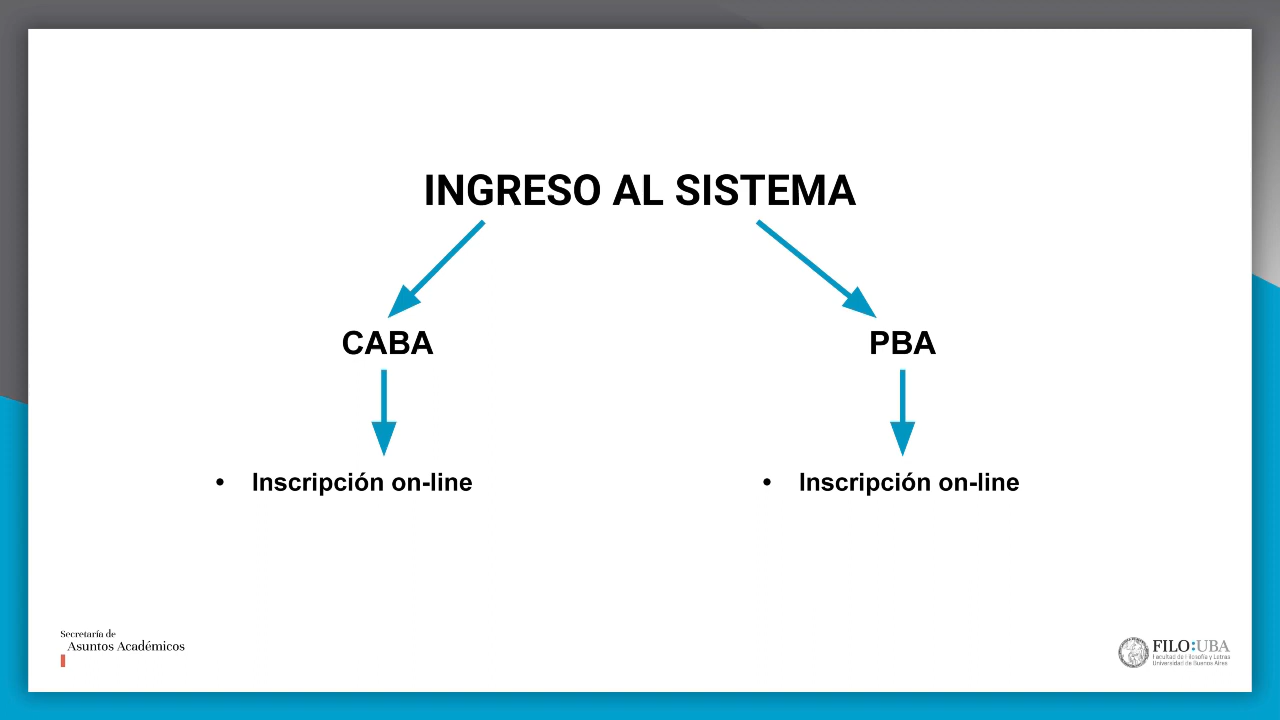 INGRESO AL SISTEMA
CABA
PBA
• Inscripción on-line
• Inscripción on-line
Secretaría de
Asuntos Académicos
FILO:UBA
Facultad de Filosofía y Letras
Universidad de Buenos Aires